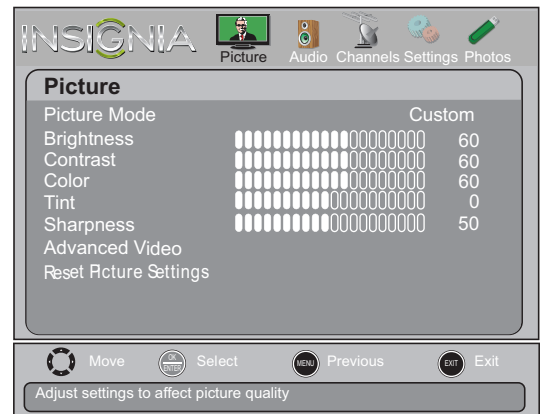 INSIGNIA
Picture Audio Channels Settings Photos
Picture
Picture Mode Custom
Brightness 60
Contrast 60
Color 60
Tint 0
Sharpness 50
Advanced Video
Reset Picture Settings
Move OK ENTER Select MENU Previous EXIT Exit
Adjust settings to affect picture quality